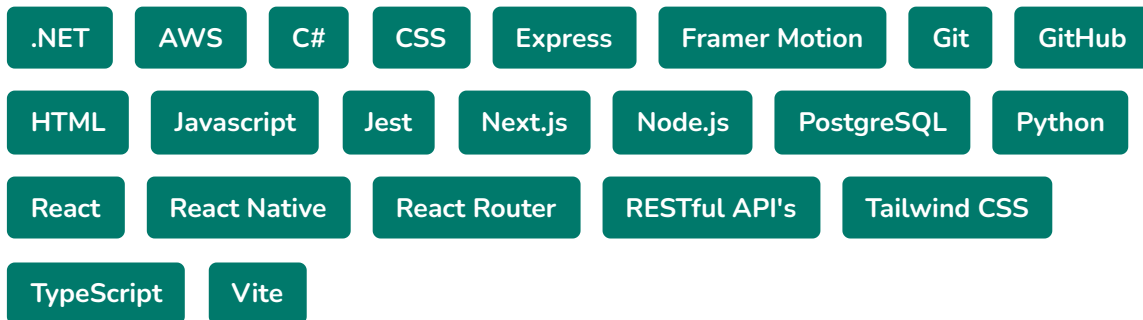 .NET AWS C# CSS Express Framer Motion Git GitHub
HTML Javascript Jest Next.js Node.js PostgreSQL Python
React React Native React Router RESTful API's Tailwind CSS
TypeScript Vite